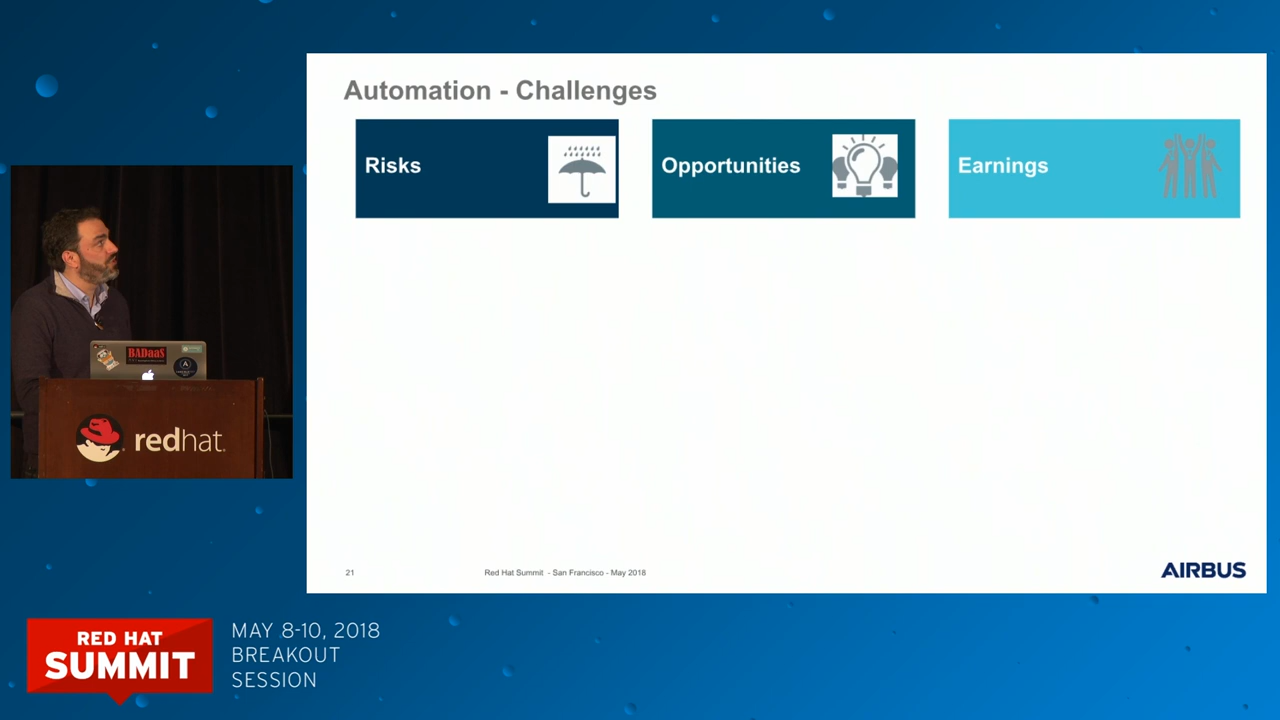 Automation - Challenges
Risks
Opportunities
Earnings
BADaaS
redhat.
21
Red Hat Summit - San Francisco - May 2018
AIRBUS
RED HAT
SUMMIT
MAY 8-10, 2018
BREAKOUT
SESSION